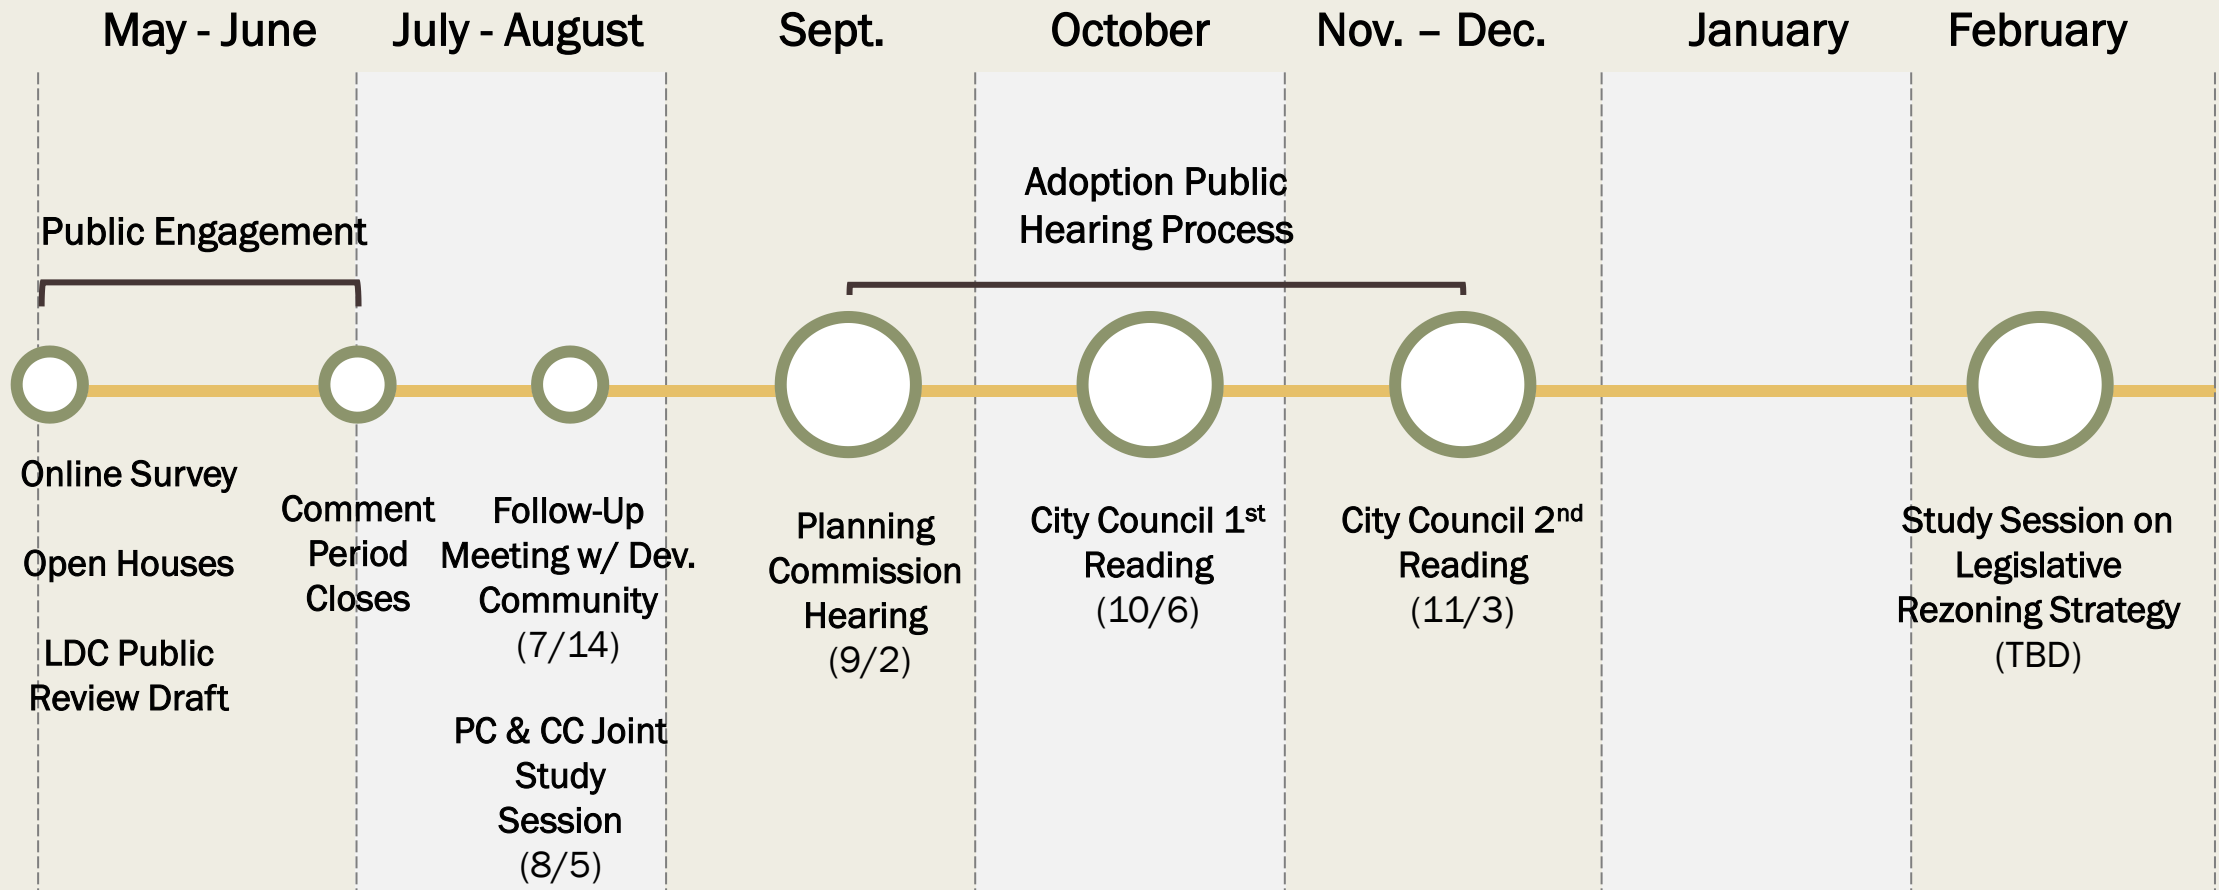 May - June
July - August
Sept.
October
Nov. – Dec.
January
February
Public Engagement
Adoption Public
Hearing Process
Online Survey
Open Houses
LDC Public
Review Draft
Comment
Period
Closes
Follow-Up
Meeting w/ Dev.
Community
(7/14)
PC & CC Joint
Study
Session
(8/5)
Planning
Commission
Hearing
(9/2)
City Council 1st
Reading
(10/6)
City Council 2nd
Reading
(11/3)
Study Session on
Legislative
Rezoning Strategy
(TBD)